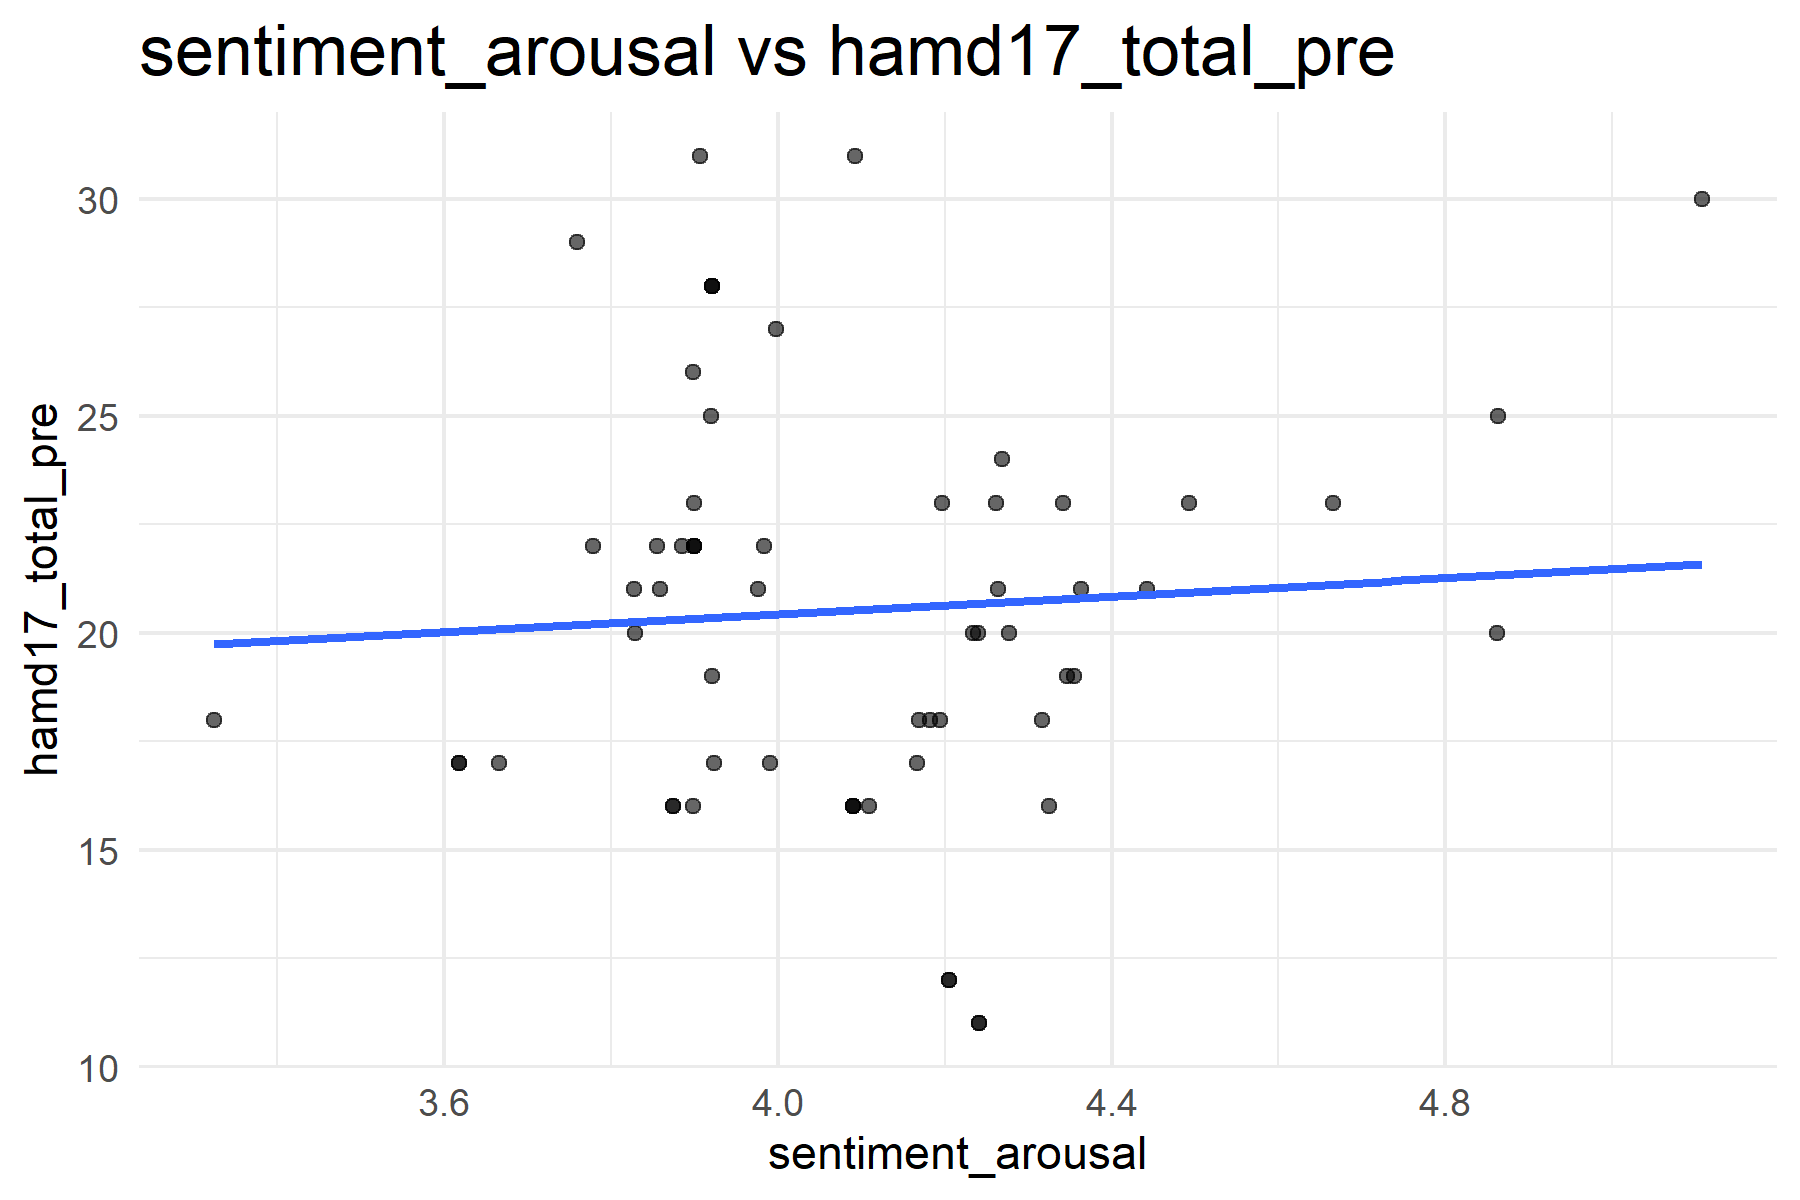 sentiment_arousal vs hamd17_total_pre
30
25
20
15
10
hamd17_total_pre
3.6 4.0 4.4 4.8
sentiment_arousal